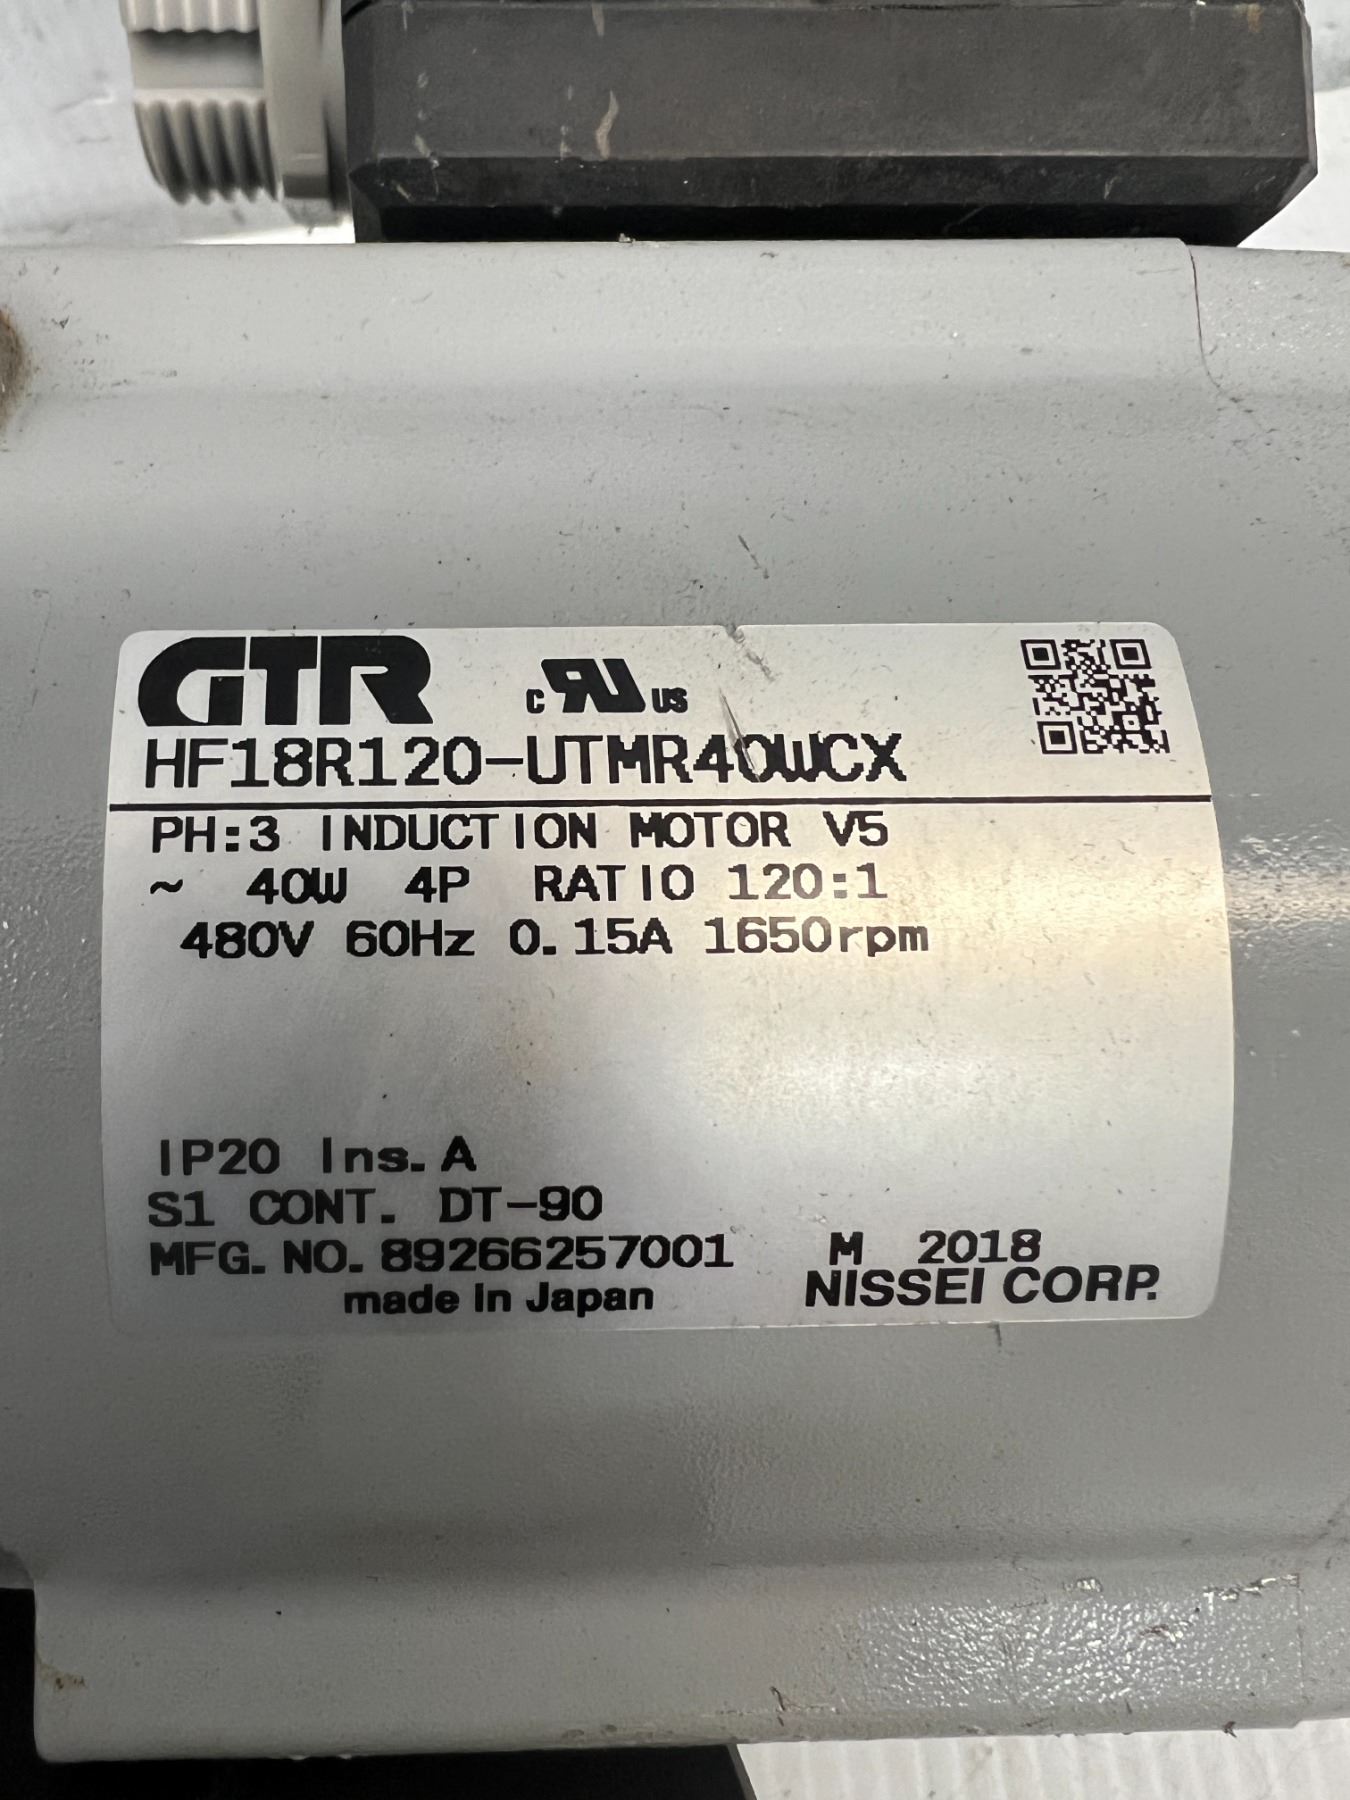 GTR c RU US
HF18R120-UTMR40WCX
PH:3 INDUCTION MOTOR V5
~ 40W 4P RATIO 120:1
480V 60Hz 0.15A 1650rpm
IP20 Ins.A
S1 CONT. DT-90
MFG.NO.89266257001 M 2018
made in Japan NISSEI CORP.